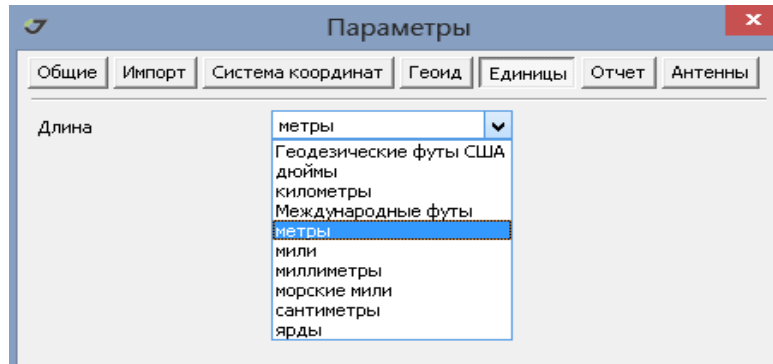 Параметры
Общие Импорт Система координат Геоид Единицы Отчет Антенны
Длина метры
Геодезические футы США
дюймы
километры
Международные футы
метры
мили
миллиметры
морские мили
сантиметры
ярды